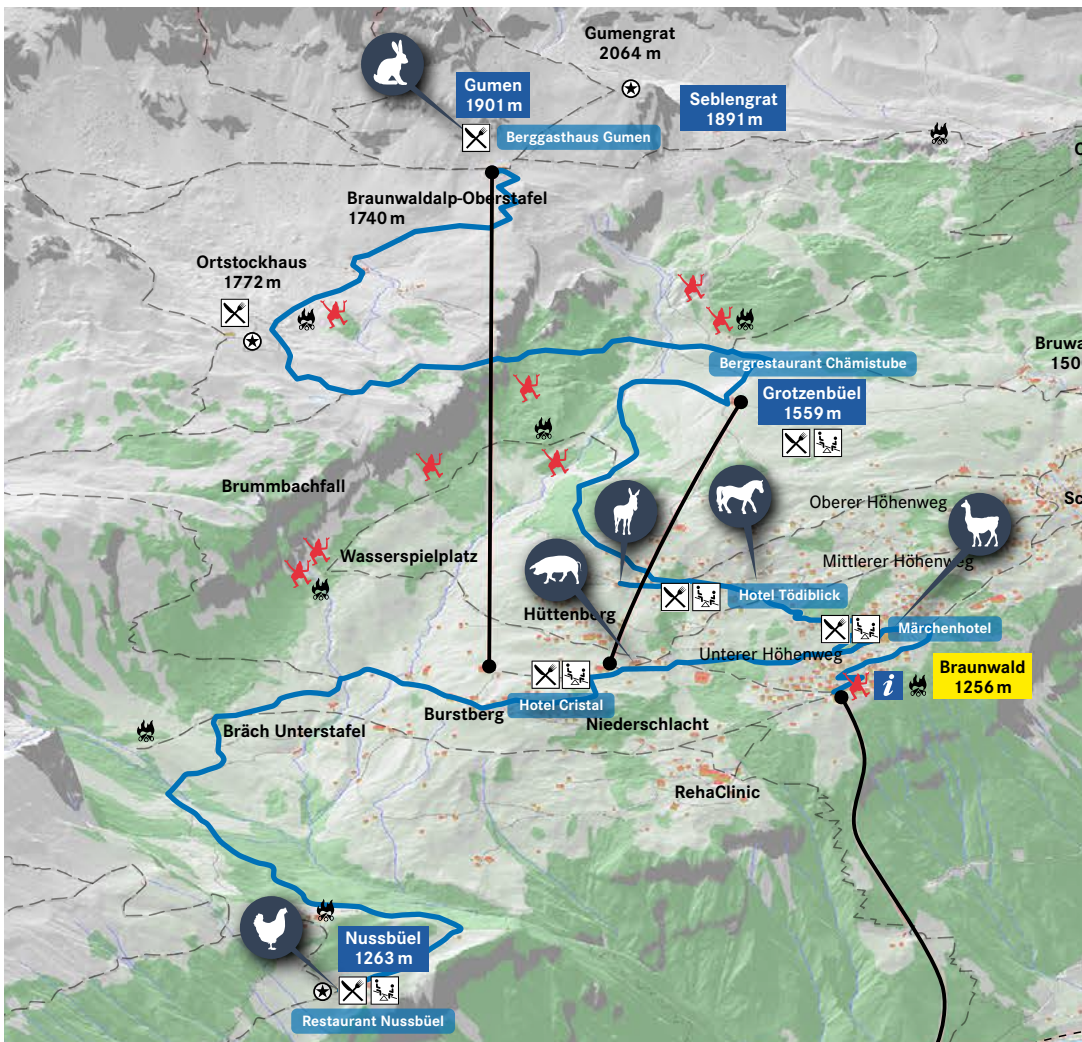 Gumengrat
2064 m
Gumen
1901 m
Seblengrat
1891 m
Berggasthaus Gumen
Braunwaldalp-Oberstafel
1740 m
Ortstockhaus
1772 m
Bergrestaurant Chämistube
Grotzenbüel
1559 m
Brummbachfall
Oberer Höhenweg
Wasserspielplatz
Mittlerer Höhenweg
Hotel Tödiblick
Hüttenberg
Märchenhotel
Unterer Höhenweg
i
Braunwald
1256 m
Hotel Cristal
Burstberg
Niederschlacht
Bräch Unterstafel
RehaClinic
Nussbüel
1263 m
Restaurant Nussbüel